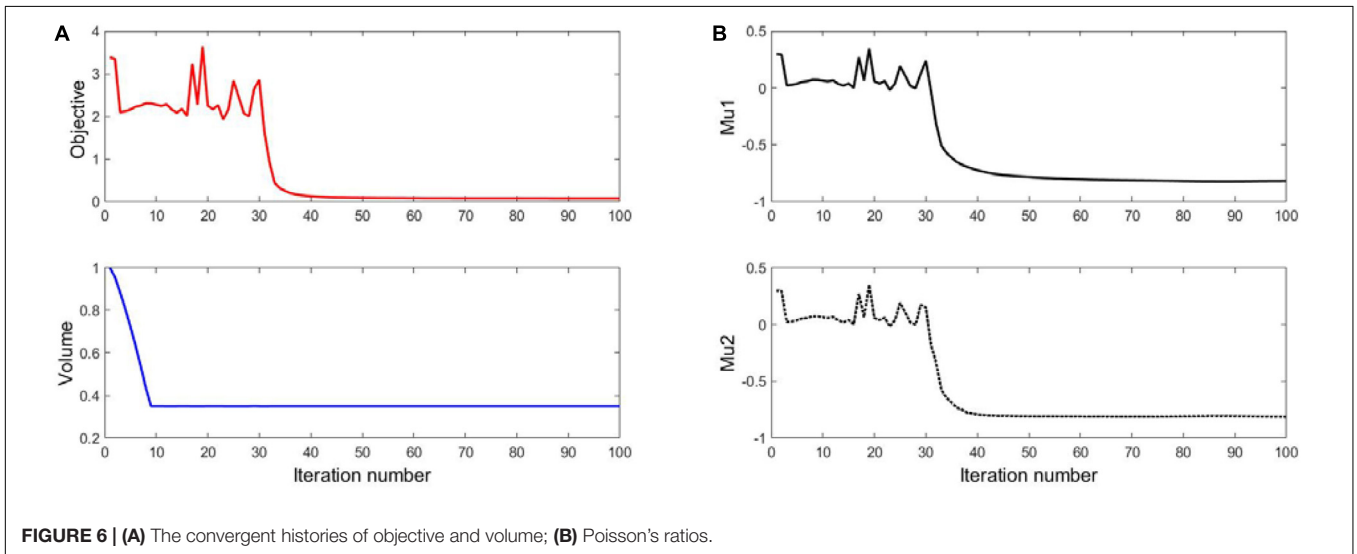 A
4
3
2
1
0
Objective
0 10 20 30 40 50 60 70 80 90 100
1
0.8
0.6
0.4
0.2
Volume
0 10 20 30 40 50 60 70 80 90 100
Iteration number
B
0.5
0
-0.5
-1
Mu1
0 10 20 30 40 50 60 70 80 90 100
0.5
0
-0.5
-1
Mu2
0 10 20 30 40 50 60 70 80 90 100
Iteration number
FIGURE 6 | (A) The convergent histories of objective and volume; (B) Poisson's ratios.